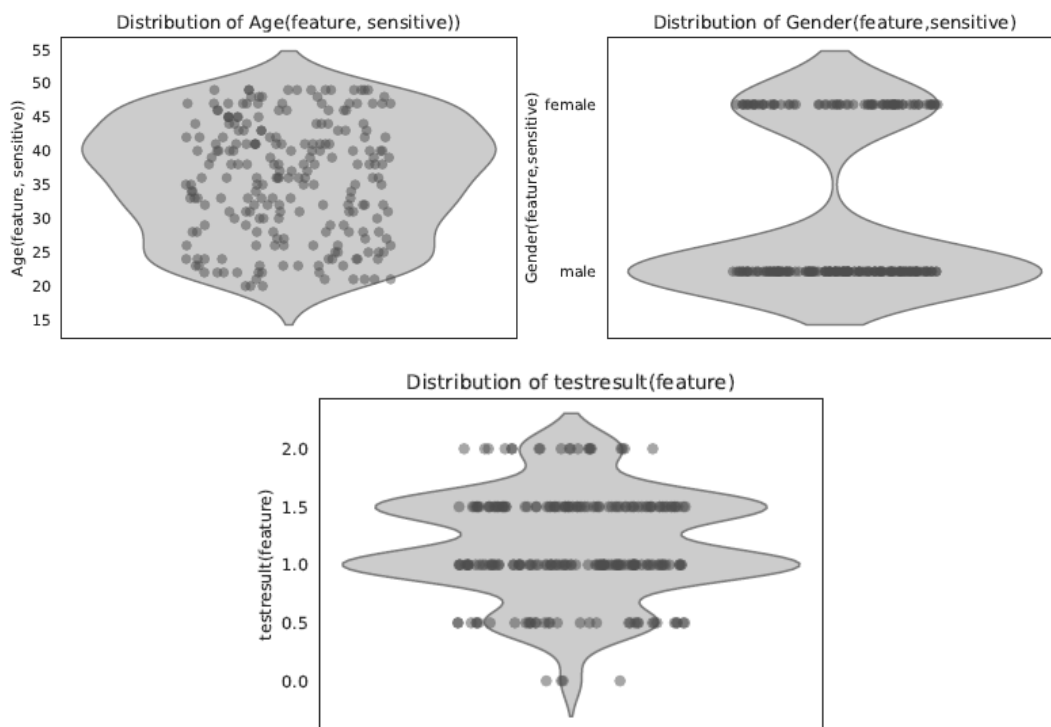 Distribution of Age(feature, sensitive))
Age(feature, sensitive))
55
50
45
40
35
30
25
20
15
Distribution of Gender(feature,sensitive)
Gender(feature,sensitive)
female
male
Distribution of testresult(feature)
testresult(feature)
2.0
1.5
1.0
0.5
0.0